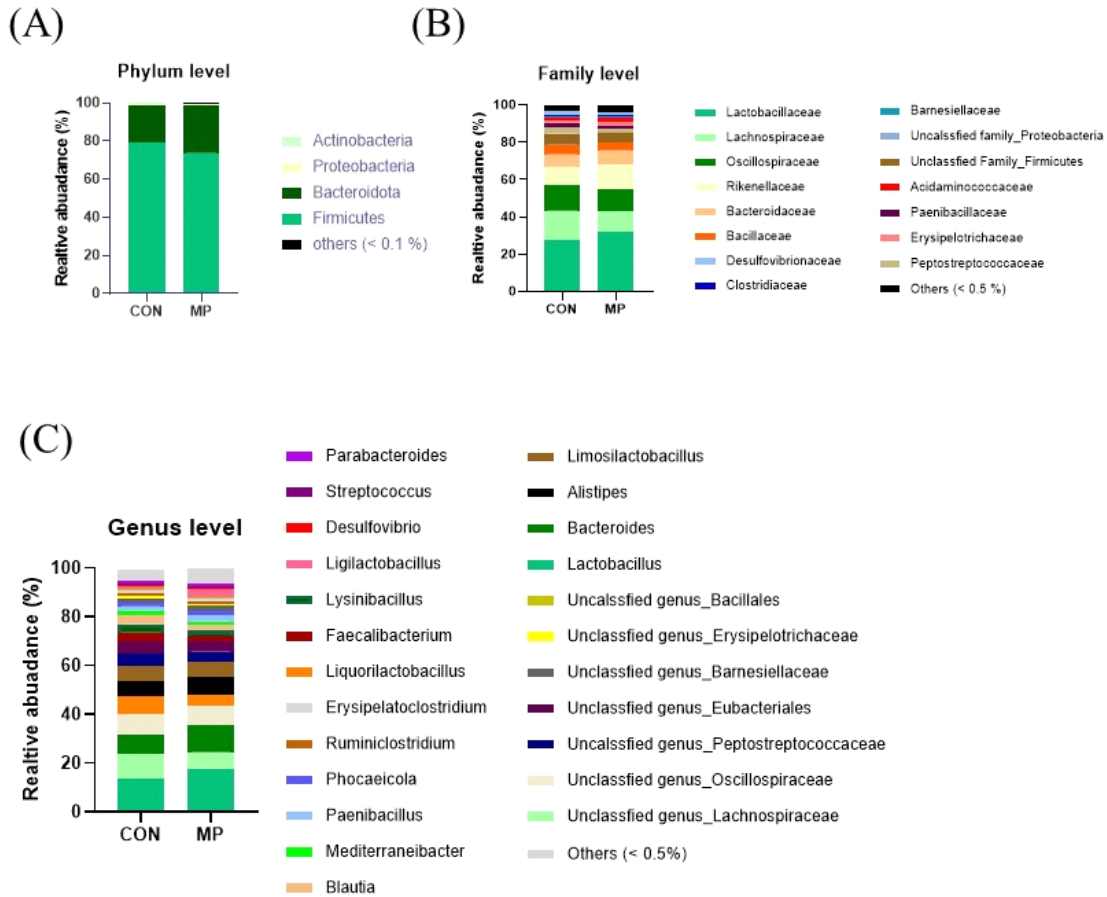 (A)
Phylum level
Realtive abuadance (%)
100
80
60
40
20
0
CON
MP
Actinobacteria
Proteobacteria
Bacteroidota
Firmicutes
others (< 0.1 %)
(B)
Family level
Realtive abuadance (%)
100
80
60
40
20
0
CON
MP
Lactobacillaceae
Lachnospiraceae
Oscillospiraceae
Rikenellaceae
Bacteroidaceae
Bacillaceae
Desulfovibrionaceae
Clostridiaceae
Barnesiellaceae
Uncalssfied family_Proteobacteria
Unclassfied Family_Firmicutes
Acidaminococcaceae
Paenibacillaceae
Erysipelotrichaceae
Peptostreptococcaceae
Others (< 0.5 %)
(C)
Genus level
Realtive abuadance (%)
100
80
60
40
20
0
CON
MP
Parabacteroides
Streptococcus
Desulfovibrio
Ligilactobacillus
Lysinibacillus
Faecalibacterium
Liquorilactobacillus
Erysipelatoclostridium
Ruminiclostridium
Phocaeicola
Paenibacillus
Mediterraneibacter
Blautia
Limosilactobacillus
Alistipes
Bacteroides
Lactobacillus
Uncalssfied genus_Bacillales
Unclassfied genus_Erysipelotrichaceae
Unclassfied genus_Barnesiellaceae
Unclassfied genus_Eubacteriales
Uncalssfied genus_Peptostreptococcaceae
Unclassfied genus_Oscillospiraceae
Unclassfied genus_Lachnospiraceae
Others (< 0.5%)